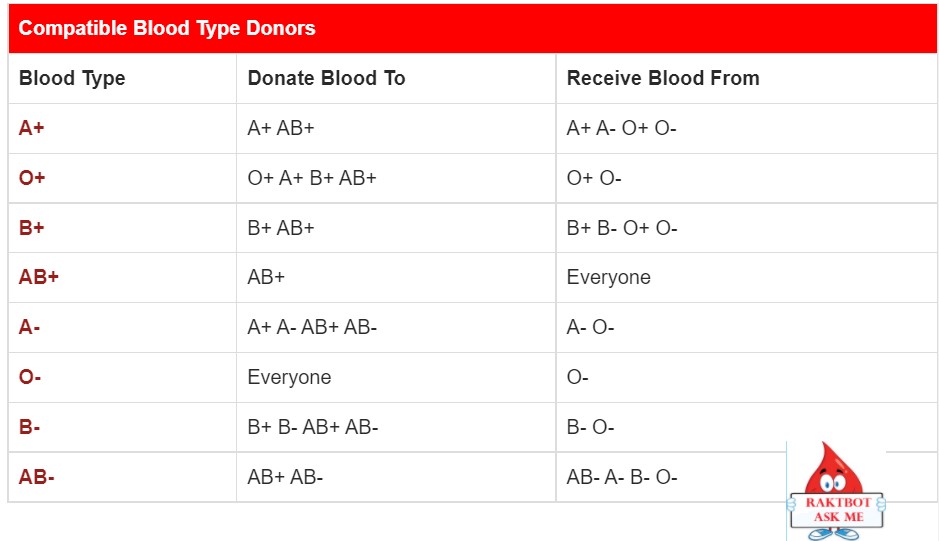 Compatible Blood Type Donors
Blood Type Donate Blood To Receive Blood From
A+ A+ AB+ A+ A- O+ O-
O+ O+ A+ B+ AB+ O+ O-
B+ B+ AB+ B+ B- O+ O-
AB+ AB+ Everyone
A- A+ A- AB+ AB- A- O-
O- Everyone O-
B- B+ B- AB+ AB- B- O-
AB- AB+ AB- AB- A- B- O-
RAKTBOT
ASK ME